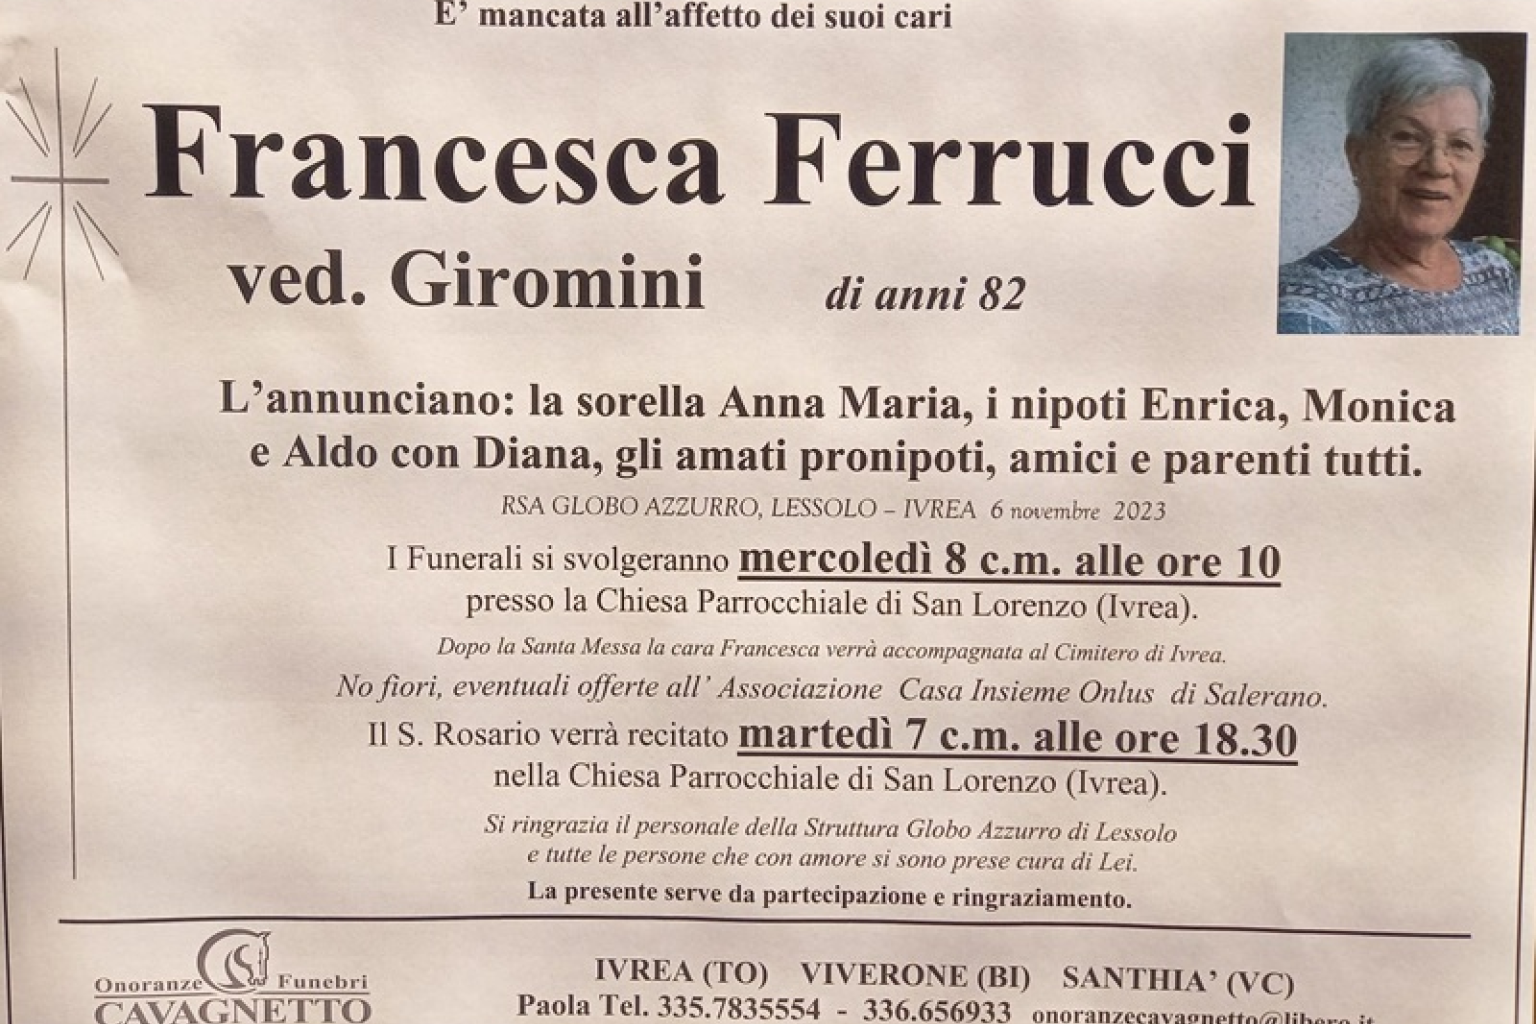 E’ mancata all’affetto dei suoi cari
Francesca Ferrucci
ved. Giromini di anni 82
L’annunciano: la sorella Anna Maria, i nipoti Enrica, Monica
e Aldo con Diana, gli amati pronipoti, amici e parenti tutti.
RSA GLOBO AZZURRO, LESSOLO – IVREA 6 novembre 2023
I Funerali si svolgeranno mercoledì 8 c.m. alle ore 10
presso la Chiesa Parrocchiale di San Lorenzo (Ivrea).
Dopo la Santa Messa la cara Francesca verrà accompagnata al Cimitero di Ivrea.
No fiori, eventuali offerte all’ Associazione Casa Insieme Onlus di Salerano.
Il S. Rosario verrà recitato martedì 7 c.m. alle ore 18.30
nella Chiesa Parrocchiale di San Lorenzo (Ivrea).
Si ringrazia il personale della Struttura Globo Azzurro di Lessolo
e tutte le persone che con amore si sono prese cura di Lei.
La presente serve da partecipazione e ringraziamento.
Onoranze Funebri
CAVAGNETTO
IVREA (TO) VIVERONE (BI) SANTHIA’ (VC)
Paola Tel. 335.7835554 - 336.656933 onoranzecavagnetto@libero.it